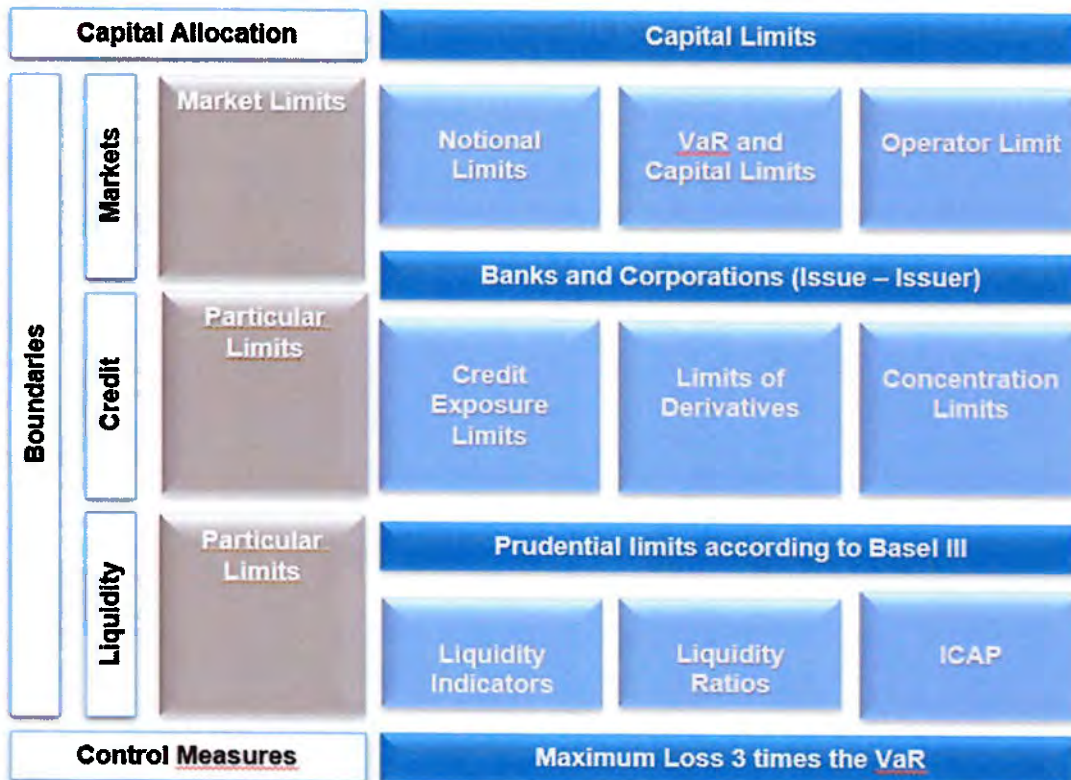 Capital Allocation
Capital Limits
Boundaries
Markets
Market Limits
Notional
Limits
VaR and
Capital Limits
Operator Limit
Banks and Corporations (Issue – Issuer)
Credit
Particular
Limits
Credit
Exposure
Limits
Limits of
Derivatives
Concentration
Limits
Liquidity
Particular
Limits
Prudential limits according to Basel III
Liquidity
Indicators
Liquidity
Ratios
ICAP
Control Measures
Maximum Loss 3 times the VaR